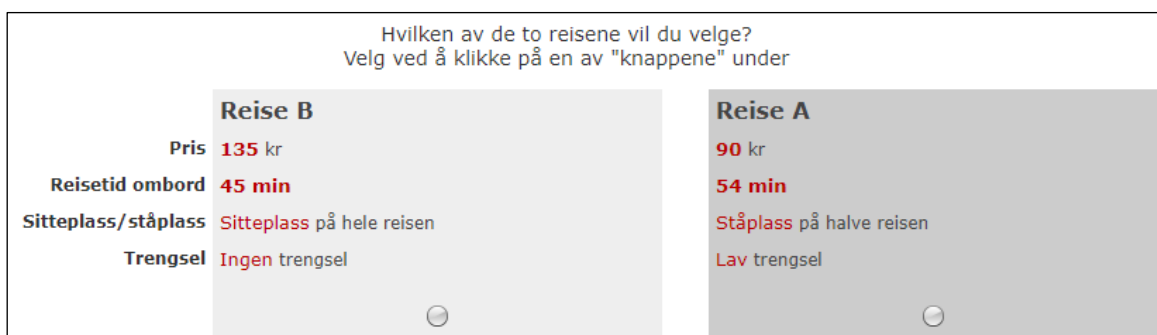 Hvilken av de to reisene vil du velge?
Velg ved å klikke på en av "knappene" under
Reise B Reise A
Pris 135 kr 90 kr
Reisetid ombord 45 min 54 min
Sitteplass/ståplass Sitteplass på hele reisen Ståplass på halve reisen
Trengsel Ingen trengsel Lav trengsel